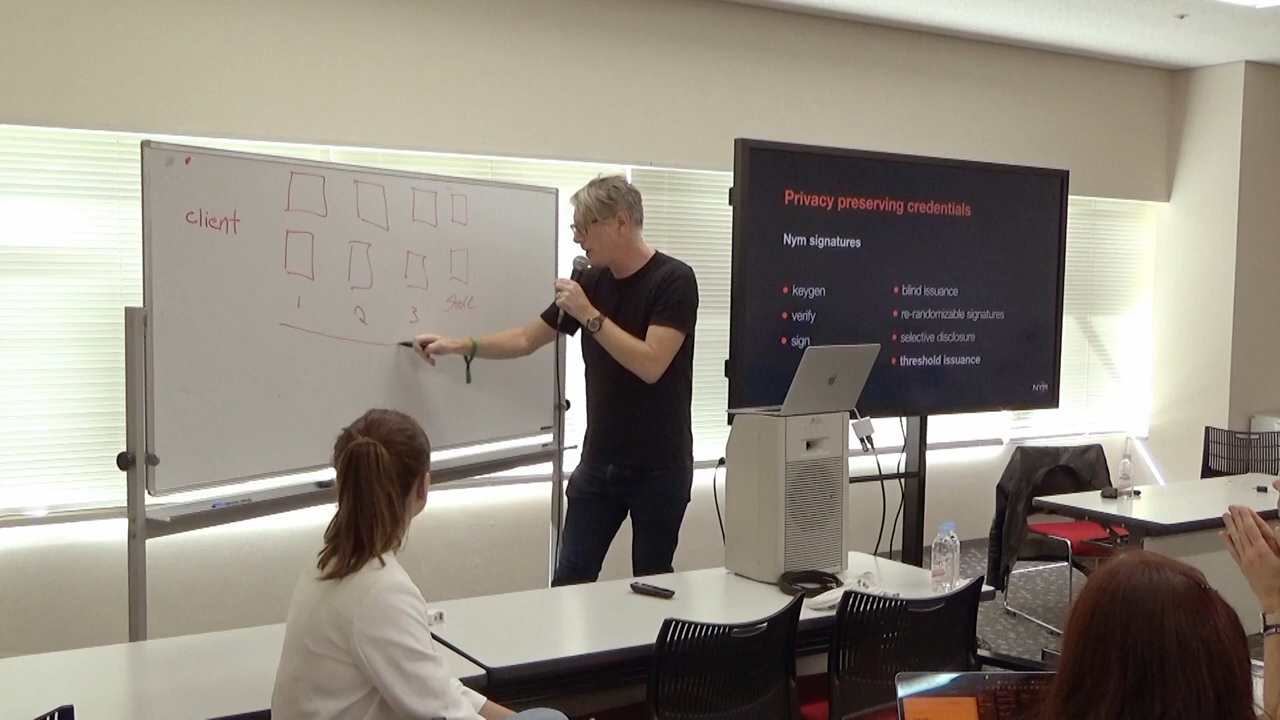 client
1 2 3 Store
Privacy preserving credentials
Nym signatures
• keygen
• verify
• sign
• blind issuance
• re-randomizable signatures
• selective disclosure
• threshold issuance
NYM